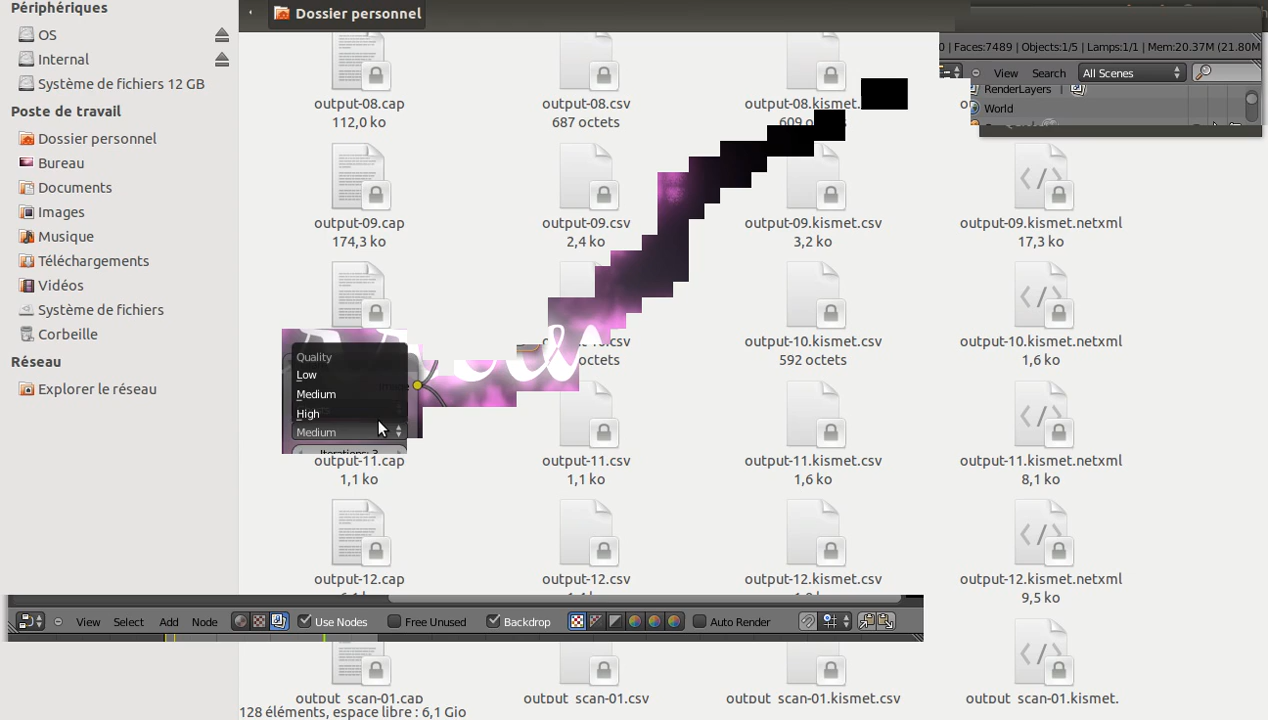 Périphériques
OS
Internal
Système de fichiers 12 GB
Poste de travail
Dossier personnel
Bureau
Documents
Images
Musique
Téléchargements
Vidéos
Système de fichiers
Corbeille
Réseau
Explorer le réseau
Dossier personnel
| Faces:7489 | Objects:15 | Lamps:11 | Mem:20.37M
View Search All Scenes
RenderLayers |
World
output-08.cap output-08.csv output-08.kismet.
112,0 ko 687 octets 609 octets
output-09.cap output-09.csv output-09.kismet.csv output-09.kismet.netxml
174,3 ko 2,4 ko 3,2 ko 17,3 ko
output-10.kismet.csv output-10.kismet.netxml
octets 592 octets 1,6 ko
Quality
Low
Medium
High
Medium
Iterations: 3
output-11.cap output-11.csv output-11.kismet.csv output-11.kismet.netxml
1,1 ko 1,1 ko 1,6 ko 8,1 ko
output-12.cap output-12.csv output-12.kismet.csv output-12.kismet.netxml
9,5 ko
View Select Add Node Use Nodes Free Unused Backdrop Auto Render
output_scan-01.cap output_scan-01.csv output_scan-01.kismet.csv output_scan-01.kismet.
128 éléments, espace libre : 6,1 Gio